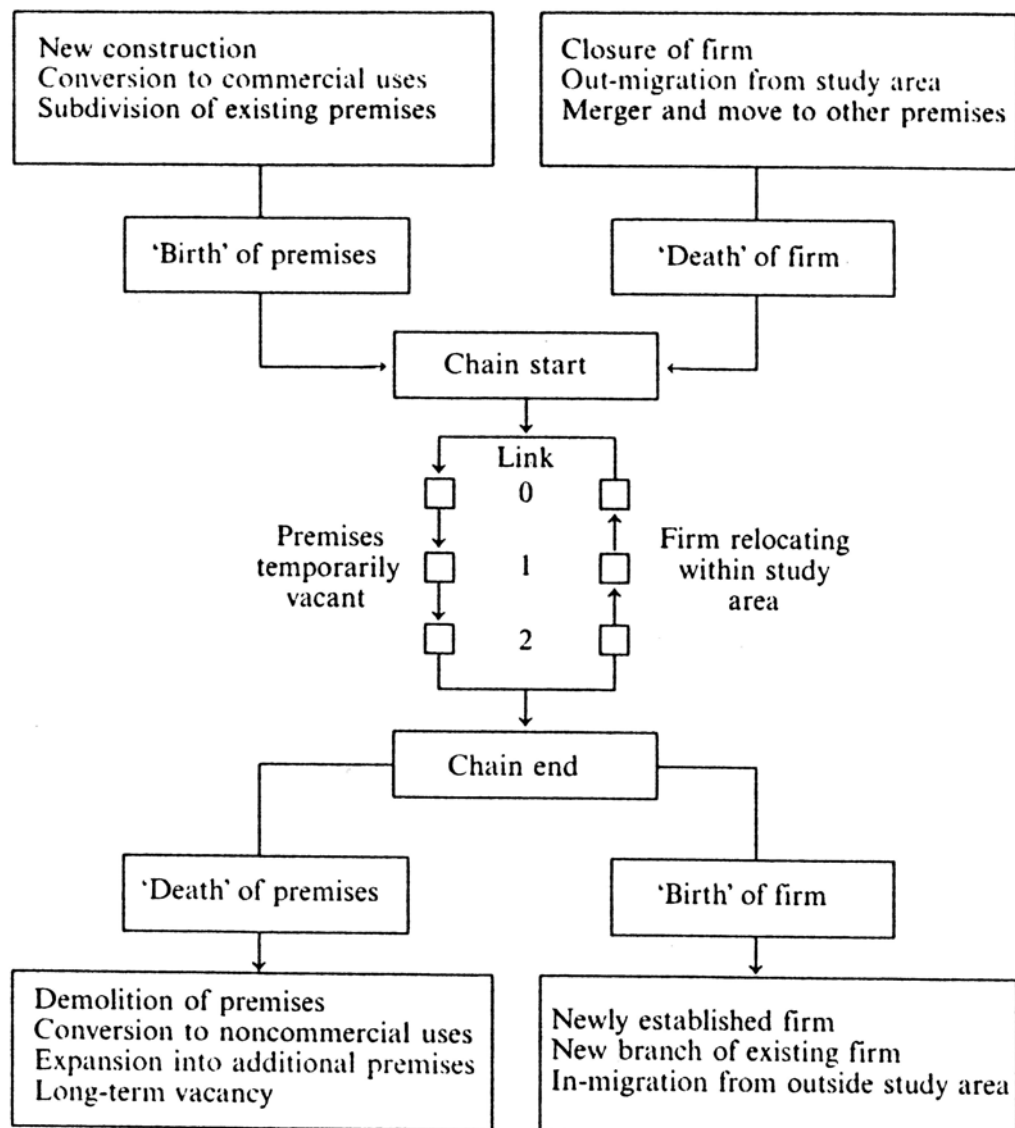 New construction
Conversion to commercial uses
Subdivision of existing premises
Closure of firm
Out-migration from study area
Merger and move to other premises
'Birth' of premises
'Death' of firm
Chain start
Link
0
Premises
temporarily
vacant
1
Firm relocating
within study
area
2
Chain end
'Death' of premises
'Birth' of firm
Demolition of premises
Conversion to noncommercial uses
Expansion into additional premises
Long-term vacancy
Newly established firm
New branch of existing firm
In-migration from outside study area